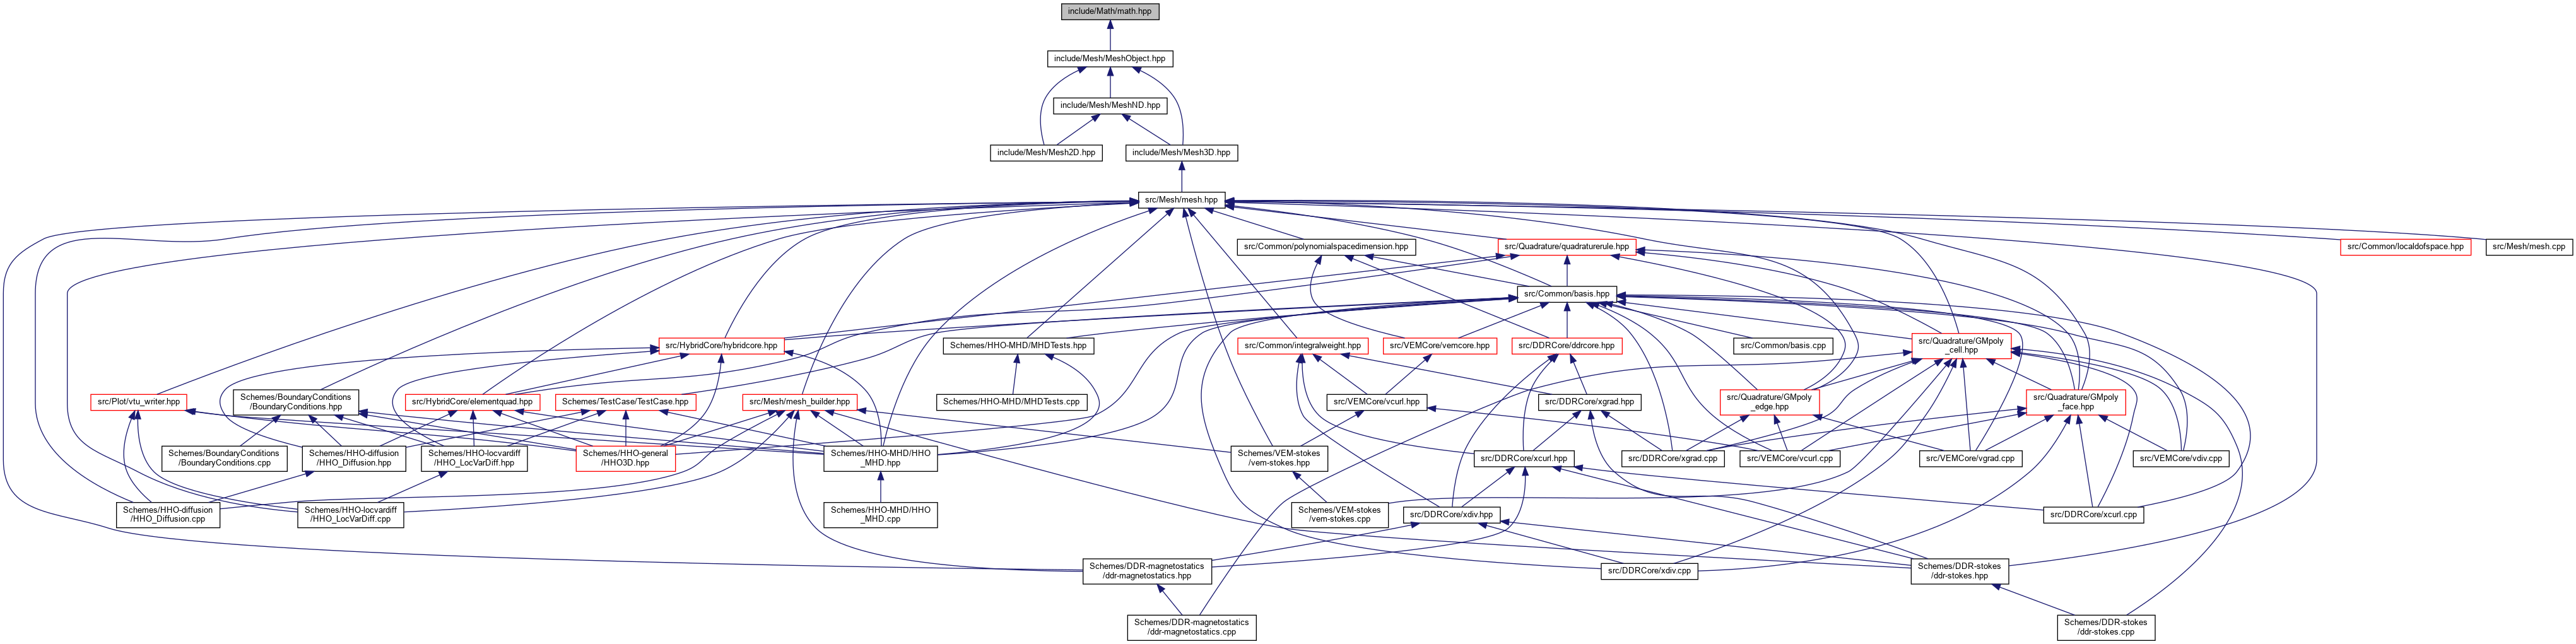 include/Math/math.hpp
include/Mesh/MeshObject.hpp
include/Mesh/MeshND.hpp
include/Mesh/Mesh2D.hpp
include/Mesh/Mesh3D.hpp
src/Mesh/mesh.hpp
src/Common/polynomialspacedimension.hpp
src/Quadrature/quadraturerule.hpp
src/Common/localdofspace.hpp
src/Mesh/mesh.cpp
src/Common/basis.hpp
src/HybridCore/hybridcore.hpp
Schemes/HHO-MHD/MHDTests.hpp
src/Common/integralweight.hpp
src/VEMCore/vemcore.hpp
src/DDRCore/ddrcore.hpp
src/Common/basis.cpp
src/Quadrature/GMpoly
_cell.hpp
src/Plot/vtu_writer.hpp
Schemes/BoundaryConditions
/BoundaryConditions.hpp
src/HybridCore/elementquad.hpp
Schemes/TestCase/TestCase.hpp
src/Mesh/mesh_builder.hpp
Schemes/HHO-MHD/MHDTests.cpp
src/VEMCore/vcurl.hpp
src/DDRCore/xgrad.hpp
src/Quadrature/GMpoly
_edge.hpp
src/Quadrature/GMpoly
_face.hpp
Schemes/BoundaryConditions
/BoundaryConditions.cpp
Schemes/HHO-diffusion
/HHO_Diffusion.hpp
Schemes/HHO-locvardiff
/HHO_LocVarDiff.hpp
Schemes/HHO-general
/HHO3D.hpp
Schemes/HHO-MHD/HHO
_MHD.hpp
Schemes/VEM-stokes
/vem-stokes.hpp
src/DDRCore/xcurl.hpp
src/DDRCore/xgrad.cpp
src/VEMCore/vcurl.cpp
src/VEMCore/vgrad.cpp
src/VEMCore/vdiv.cpp
Schemes/HHO-diffusion
/HHO_Diffusion.cpp
Schemes/HHO-locvardiff
/HHO_LocVarDiff.cpp
Schemes/HHO-MHD/HHO
_MHD.cpp
Schemes/VEM-stokes
/vem-stokes.cpp
src/DDRCore/xdiv.hpp
src/DDRCore/xcurl.cpp
Schemes/DDR-magnetostatics
/ddr-magnetostatics.hpp
src/DDRCore/xdiv.cpp
Schemes/DDR-stokes
/ddr-stokes.hpp
Schemes/DDR-magnetostatics
/ddr-magnetostatics.cpp
Schemes/DDR-stokes
/ddr-stokes.cpp